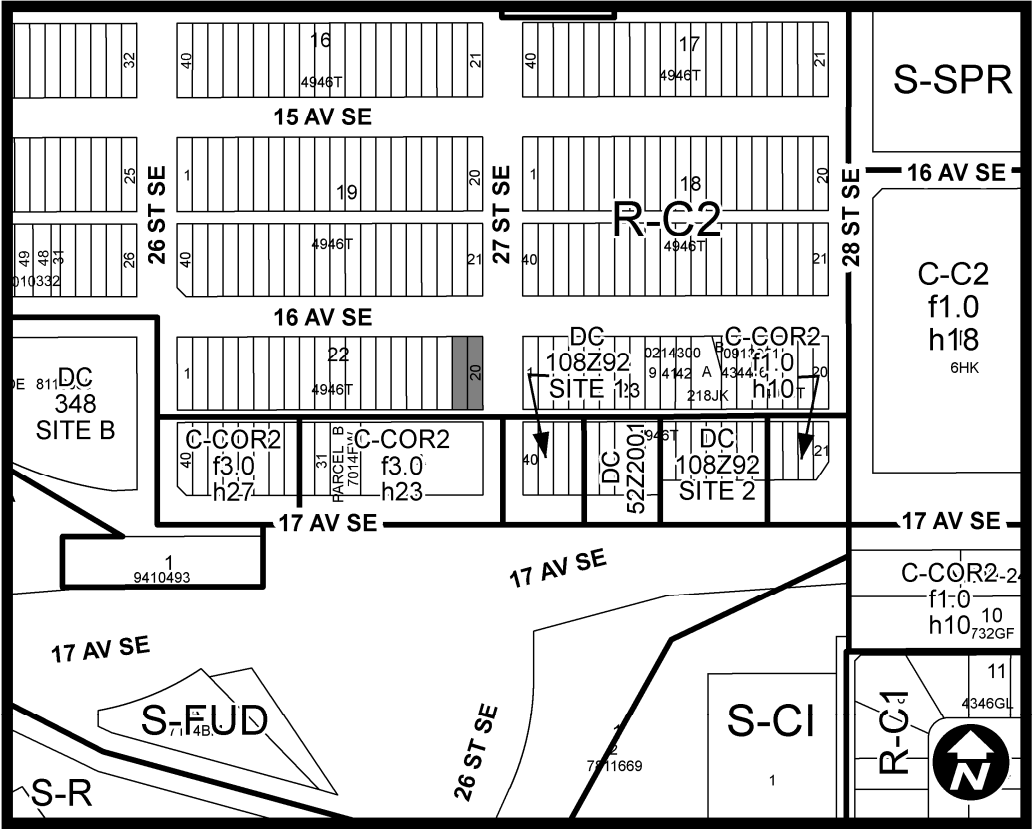 16
17
32
40
21
40
21
4946T
4946T
S-SPR
15 AV SE
26 ST SE
27 ST SE
28 ST SE
16 AV SE
25
1
19
20
1
18
20
R-C2
49
48
31
010332
26
40
4946T
21
40
4946T
21
C-C2
f1.0
h18
6HK
16 AV SE
1
22
4946T
20
DC
108Z92
SITE 1
0214300
A
218JK
C-COR2
f1.0
h10
20
DC
348
SITE B
40
C-COR2
f3.0
h27
31
PARCEL B
7014FW
C-COR2
f3.0
h23
40
DC
52Z2001
DC
108Z92
SITE 2
21
17 AV SE
17 AV SE
1
9410493
17 AV SE
C-COR2
f1.0
h10
10
732GF
17 AV SE
S-FUD
26 ST SE
7811669
S-CI
1
R-C1
11
4346GL
S-R
N